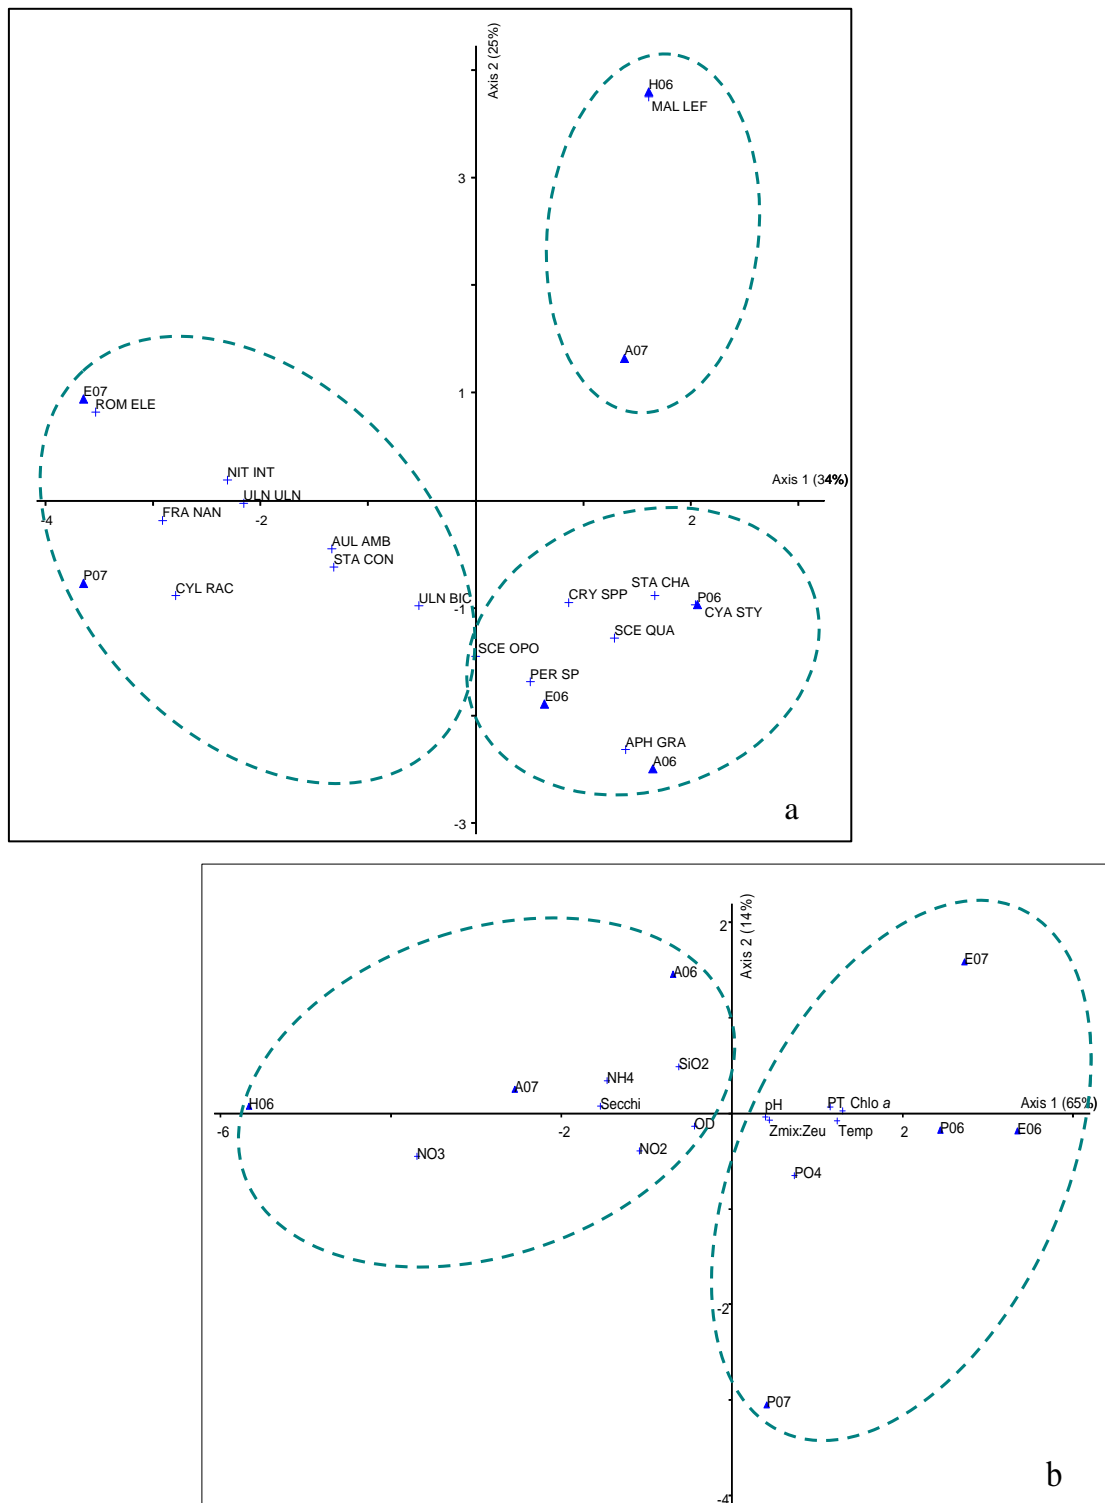 Axis 2 (25%)
H06
MAL LEF
3
A07
1
E07
ROM ELE
NIT INT
ULN ULN
Axis 1 (34%)
-4
-2
2
FRA NAN
AUL AMB
STA CON
P07
CYL RAC
ULN BIC
-1
CRY SPP
STA CHA
P06
CYA STY
SCE QUA
SCE OPO
PER SP
E06
APH GRA
A06
-3
a
Axis 2 (14%)
2
A06
E07
SiO2
NH4
A07
Secchi
H06
pH
PT Chlo a
Axis 1 (65%)
-6
-2
OD
Zmix:Zeu
Temp
2
P06
E06
NO3
NO2
PO4
-2
P07
b
-4